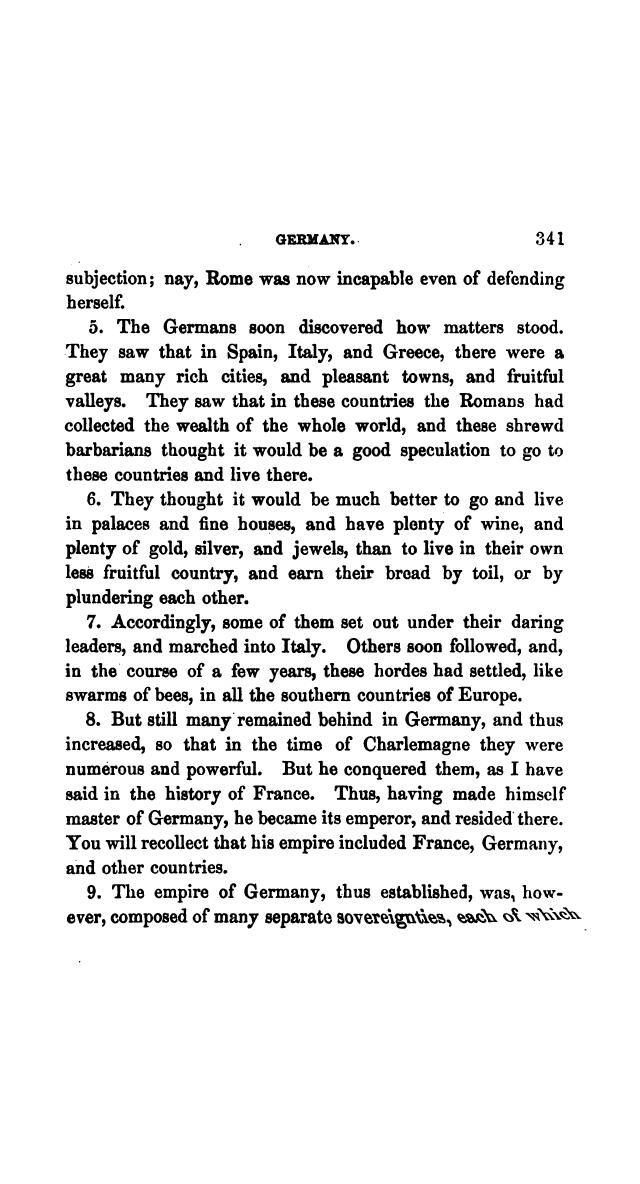 GERMANY. 341
subjection; nay, Rome was now incapable even of defending
herself.
5. The Germans soon discovered how matters stood.
They saw that in Spain, Italy, and Greece, there were a
great many rich cities, and pleasant towns, and fruitful
valleys. They saw that in these countries the Romans had
collected the wealth of the whole world, and these shrewd
barbarians thought it would be a good speculation to go to
these countries and live there.
6. They thought it would be much better to go and live
in palaces and fine houses, and have plenty of wine, and
plenty of gold, silver, and jewels, than to live in their own
less fruitful country, and earn their bread by toil, or by
plundering each other.
7. Accordingly, some of them set out under their daring
leaders, and marched into Italy. Others soon followed, and,
in the course of a few years, these hordes had settled, like
swarms of bees, in all the southern countries of Europe.
8. But still many remained behind in Germany, and thus
increased, so that in the time of Charlemagne they were
numerous and powerful. But he conquered them, as I have
said in the history of France. Thus, having made himself
master of Germany, he became its emperor, and resided there.
You will recollect that his empire included France, Germany,
and other countries.
9. The empire of Germany, thus established, was, how-
ever, composed of many separate sovereignties, each of which